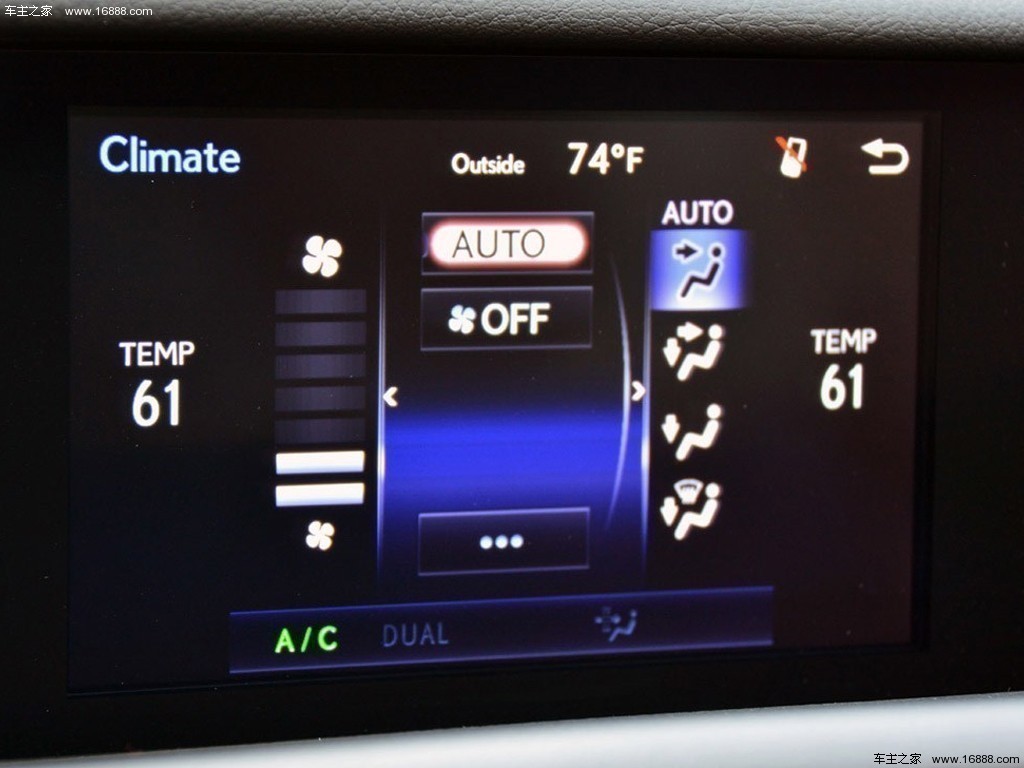 车主之家 www.16888.com
Climate
Outside 74°F
AUTO
AUTO
OFF
TEMP
61
TEMP
61
A/C DUAL
车主之家 www.16888.com